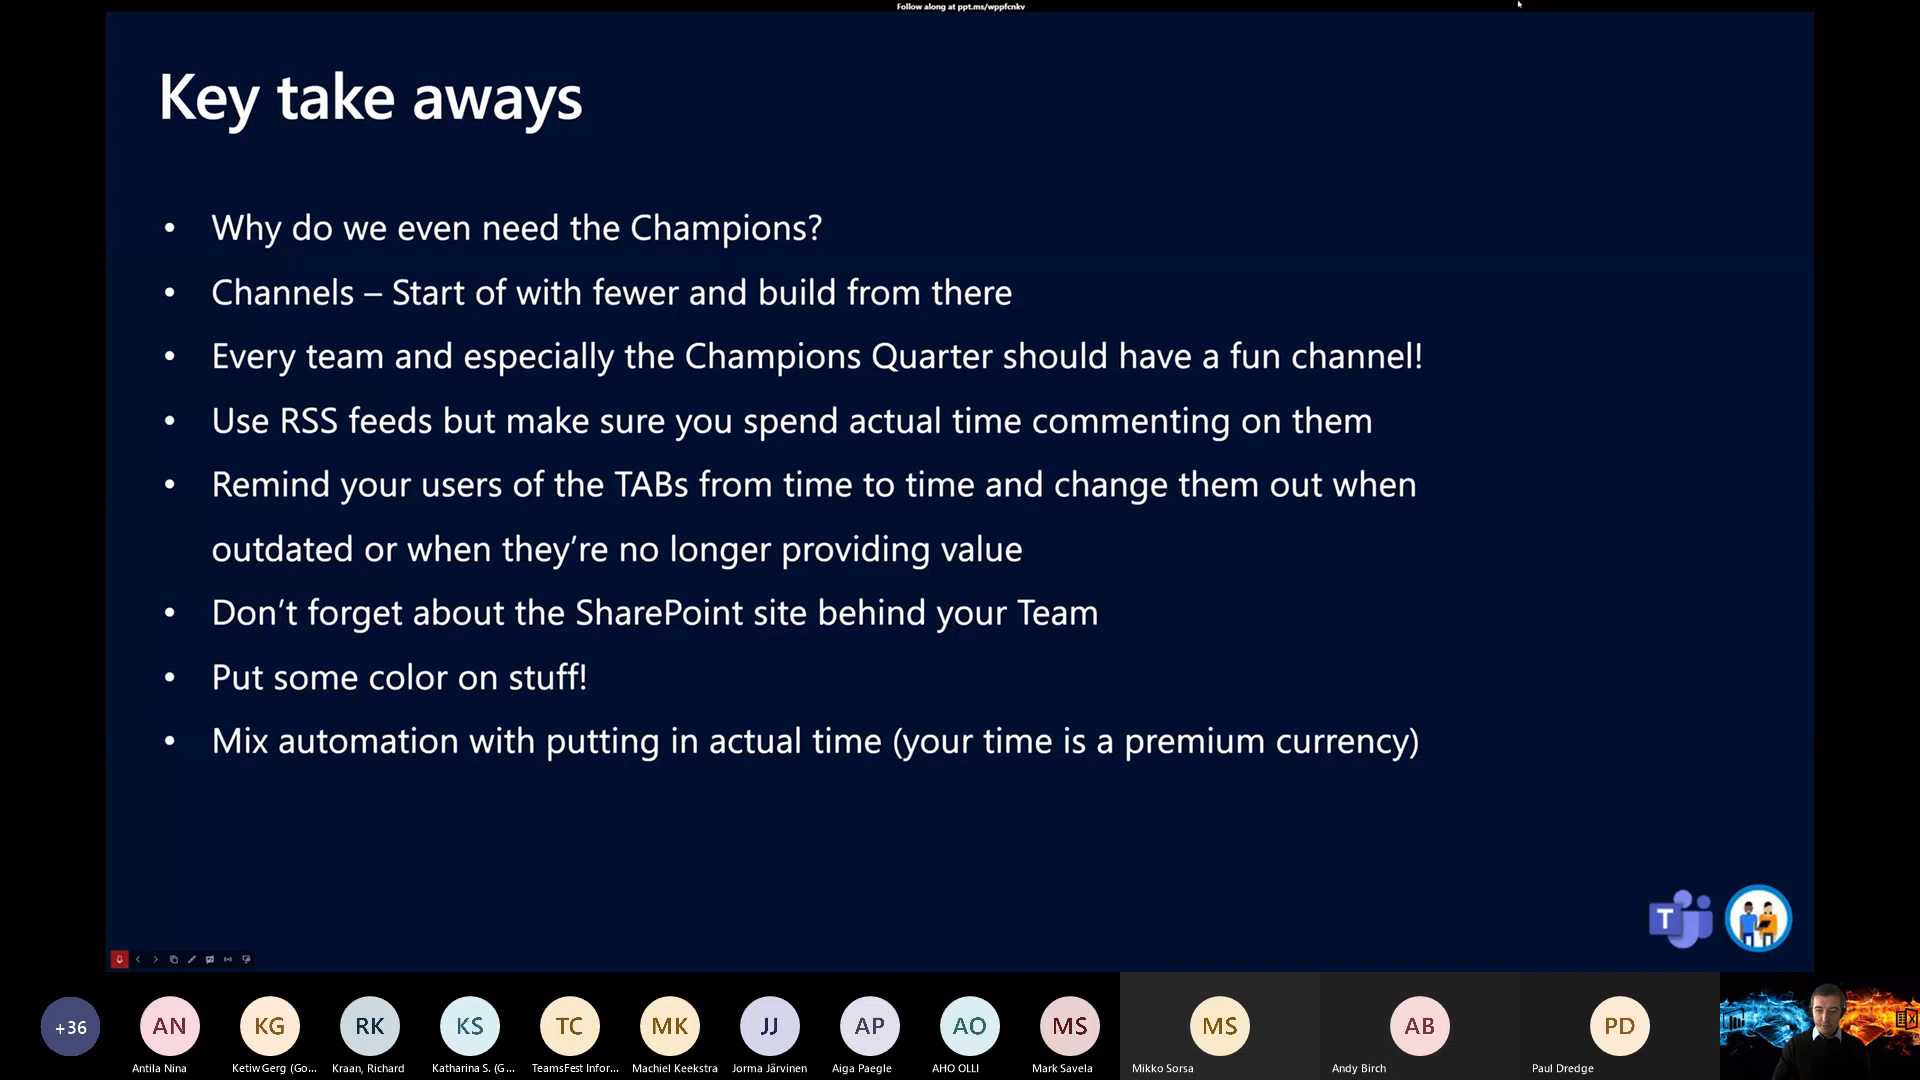 Follow along at ppt.ms/wppfcnkv
Key take aways
• Why do we even need the Champions?
• Channels – Start of with fewer and build from there
• Every team and especially the Champions Quarter should have a fun channel!
• Use RSS feeds but make sure you spend actual time commenting on them
• Remind your users of the TABs from time to time and change them out when
outdated or when they’re no longer providing value
• Don’t forget about the SharePoint site behind your Team
• Put some color on stuff!
• Mix automation with putting in actual time (your time is a premium currency)
T
+36 AN KG RK KS TC MK JJ AP AO MS MS AB PD
Antila Nina Ketiw Gerg (Go... Kraan, Richard Katharina S. (G... TeamsFest Infor... Machiel Keekstra Jorma Järvinen Aiga Paegle AHO OLLI Mark Savela Mikko Sorsa Andy Birch Paul Dredge